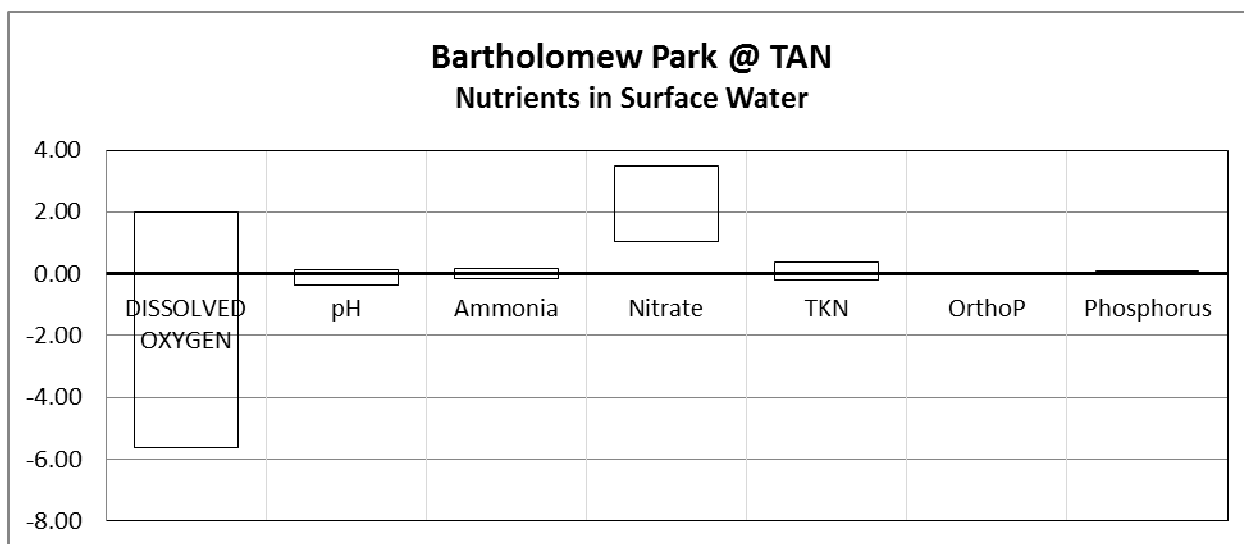 Bartholomew Park @ TAN
Nutrients in Surface Water
4.00
2.00
0.00
DISSOLVED
OXYGEN
pH
Ammonia
Nitrate
TKN
OrthoP
Phosphorus
-2.00
-4.00
-6.00
-8.00